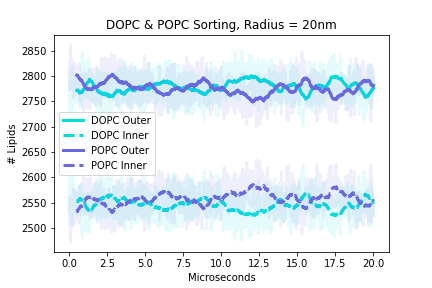 DOPC & POPC Sorting, Radius = 20nm
# Lipids
2850
2800
2750
2700
2650
2600
2550
2500
DOPC Outer
DOPC Inner
POPC Outer
POPC Inner
0.0 2.5 5.0 7.5 10.0 12.5 15.0 17.5 20.0
Microseconds